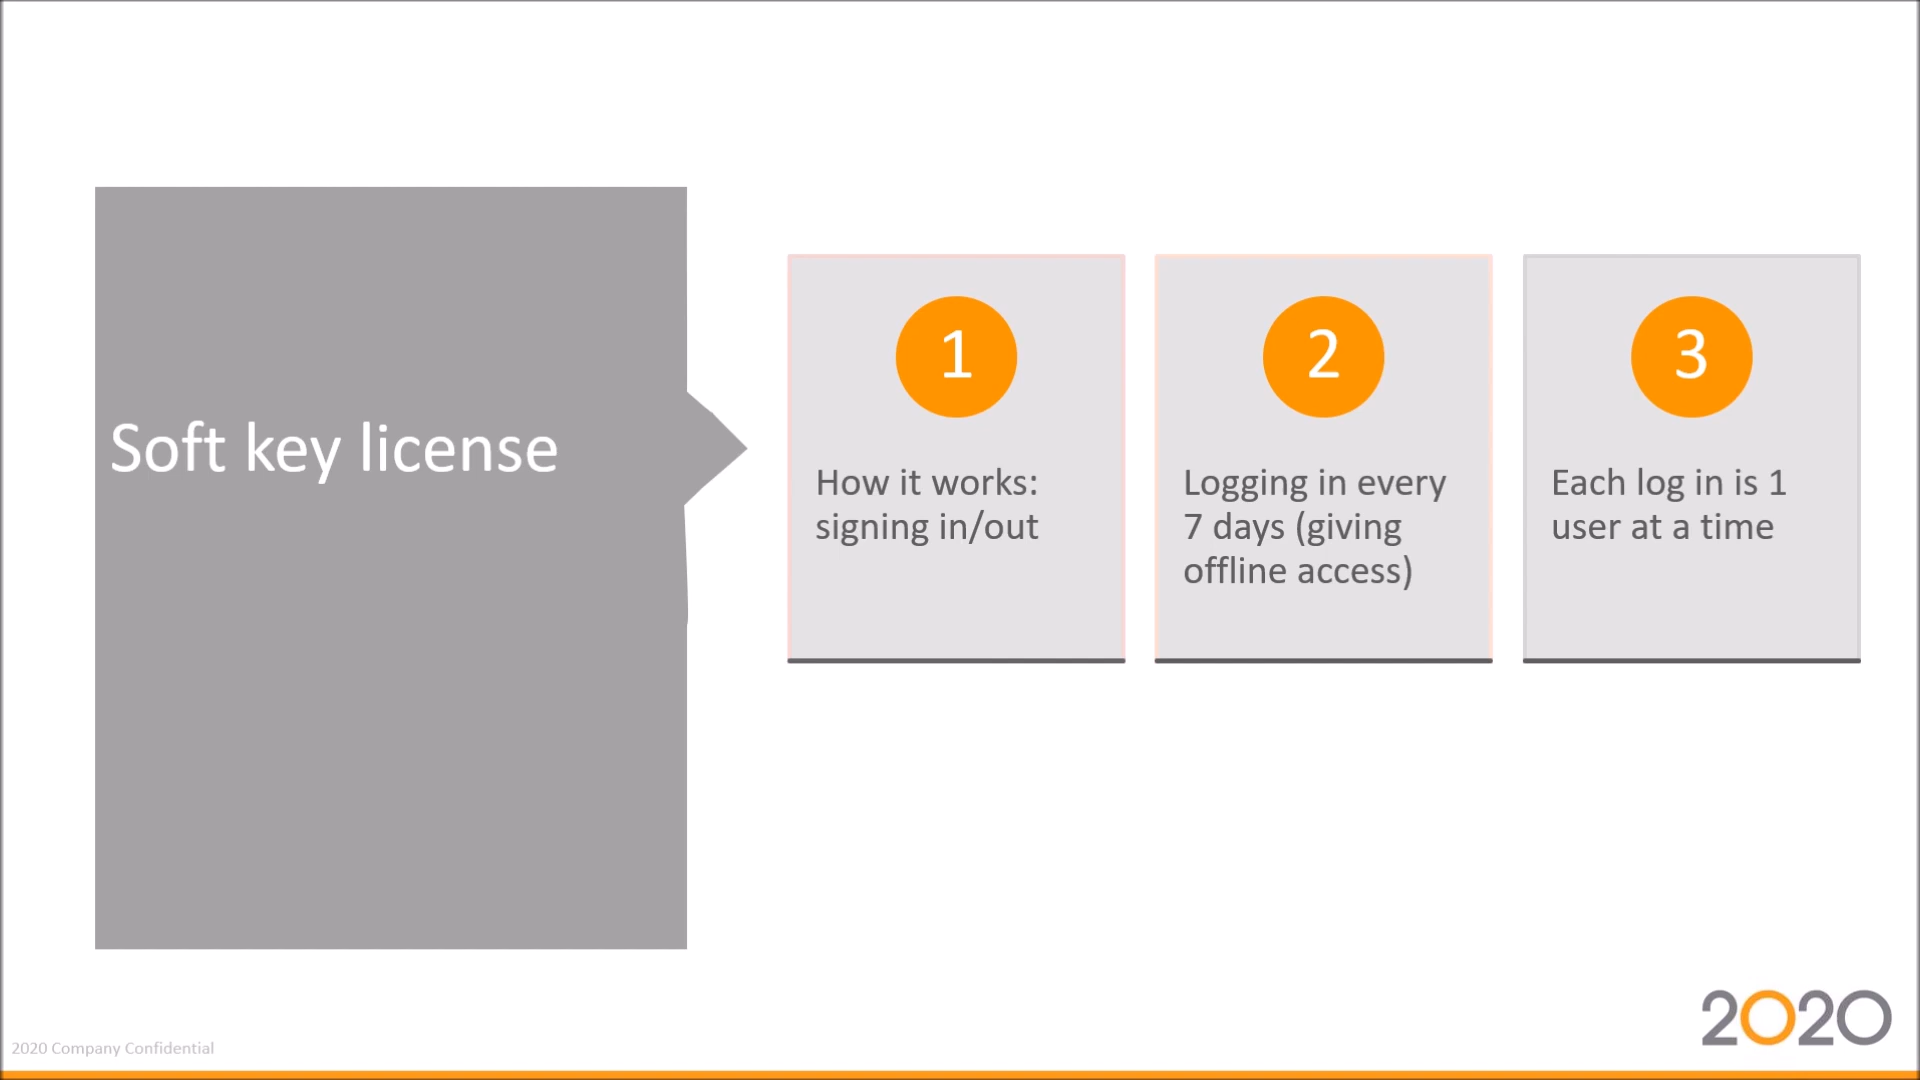 Soft key license
1
How it works:
signing in/out
2
Logging in every
7 days (giving
offline access)
3
Each log in is 1
user at a time
2020 Company Confidential
2020